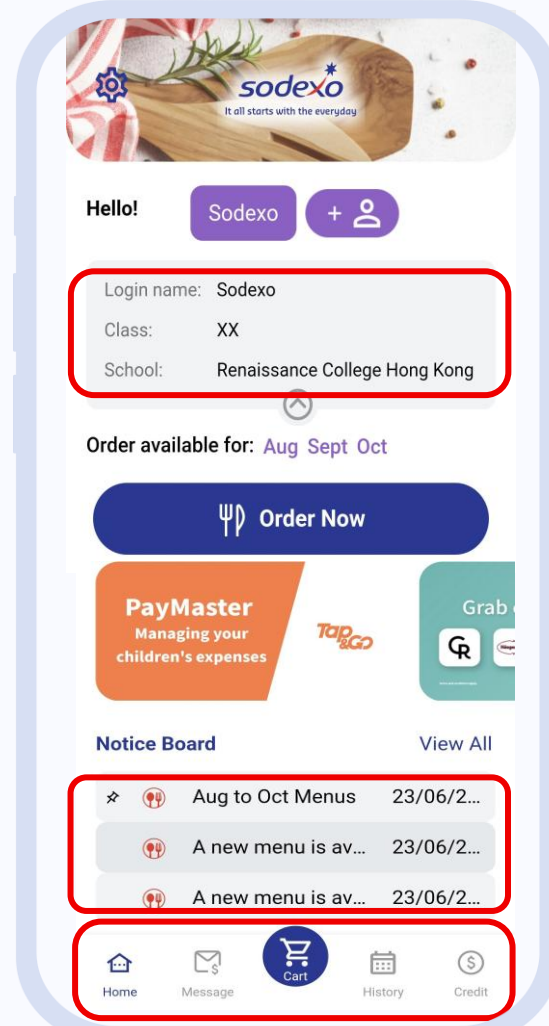 sodexo
It all starts with the everyday
Hello!
Sodexo
+
Login name: Sodexo
Class: XX
School: Renaissance College Hong Kong
Order available for: Aug Sept Oct
Order Now
PayMaster
Managing your
children's expenses
Tap
&Go
Grab
CR
Notice Board View All
Aug to Oct Menus 23/06/2...
A new menu is av... 23/06/2...
A new menu is av... 23/06/2...
Cart
Home Message History Credit